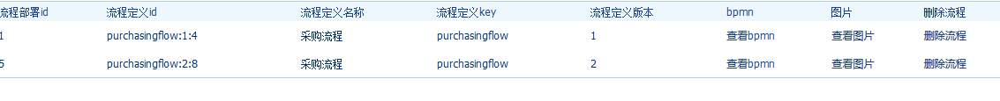 流程部署id 流程定义id 流程定义名称 流程定义key 流程定义版本 bpmn 图片 删除流程
1 purchasingflow:1:4 采购流程 purchasingflow 1 查看bpmn 查看图片 删除流程
5 purchasingflow:2:8 采购流程 purchasingflow 2 查看bpmn 查看图片 删除流程